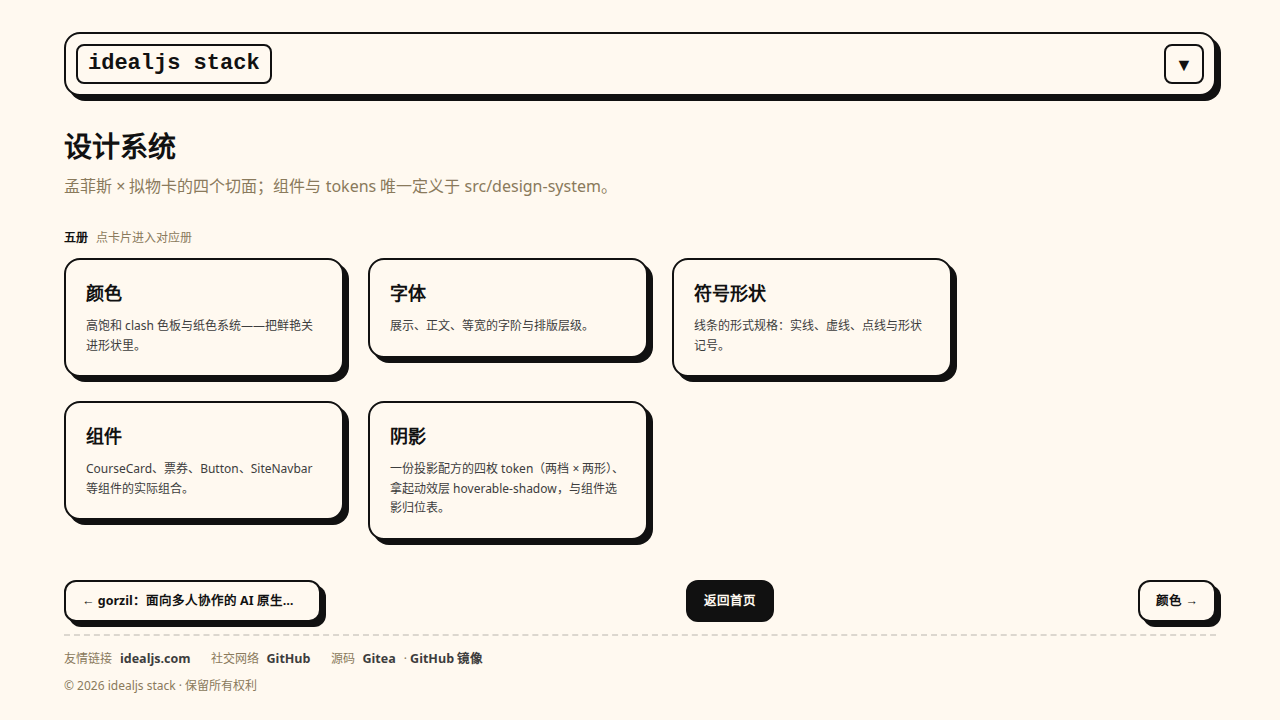 idealjs stack
▼
设计系统
孟菲斯 × 拟物卡的四个切面；组件与 tokens 唯一定义于 src/design-system。
五册 点卡片进入对应册
颜色
高饱和 clash 色板与纸色系统——把鲜艳关
进形状里。
字体
展示、正文、等宽的字阶与排版层级。
符号形状
线条的形式规格：实线、虚线、点线与形状
记号。
组件
CourseCard、票券、Button、SiteNavbar
等组件的实际组合。
阴影
一份投影配方的四枚 token（两档 × 两形）、
拿起动效层 hoverable-shadow，与组件选
影归位表。
← gorzil：面向多人协作的 AI 原生…
返回首页
颜色 →
友情链接 idealjs.com 社交网络 GitHub 源码 Gitea · GitHub 镜像
© 2026 idealjs stack · 保留所有权利